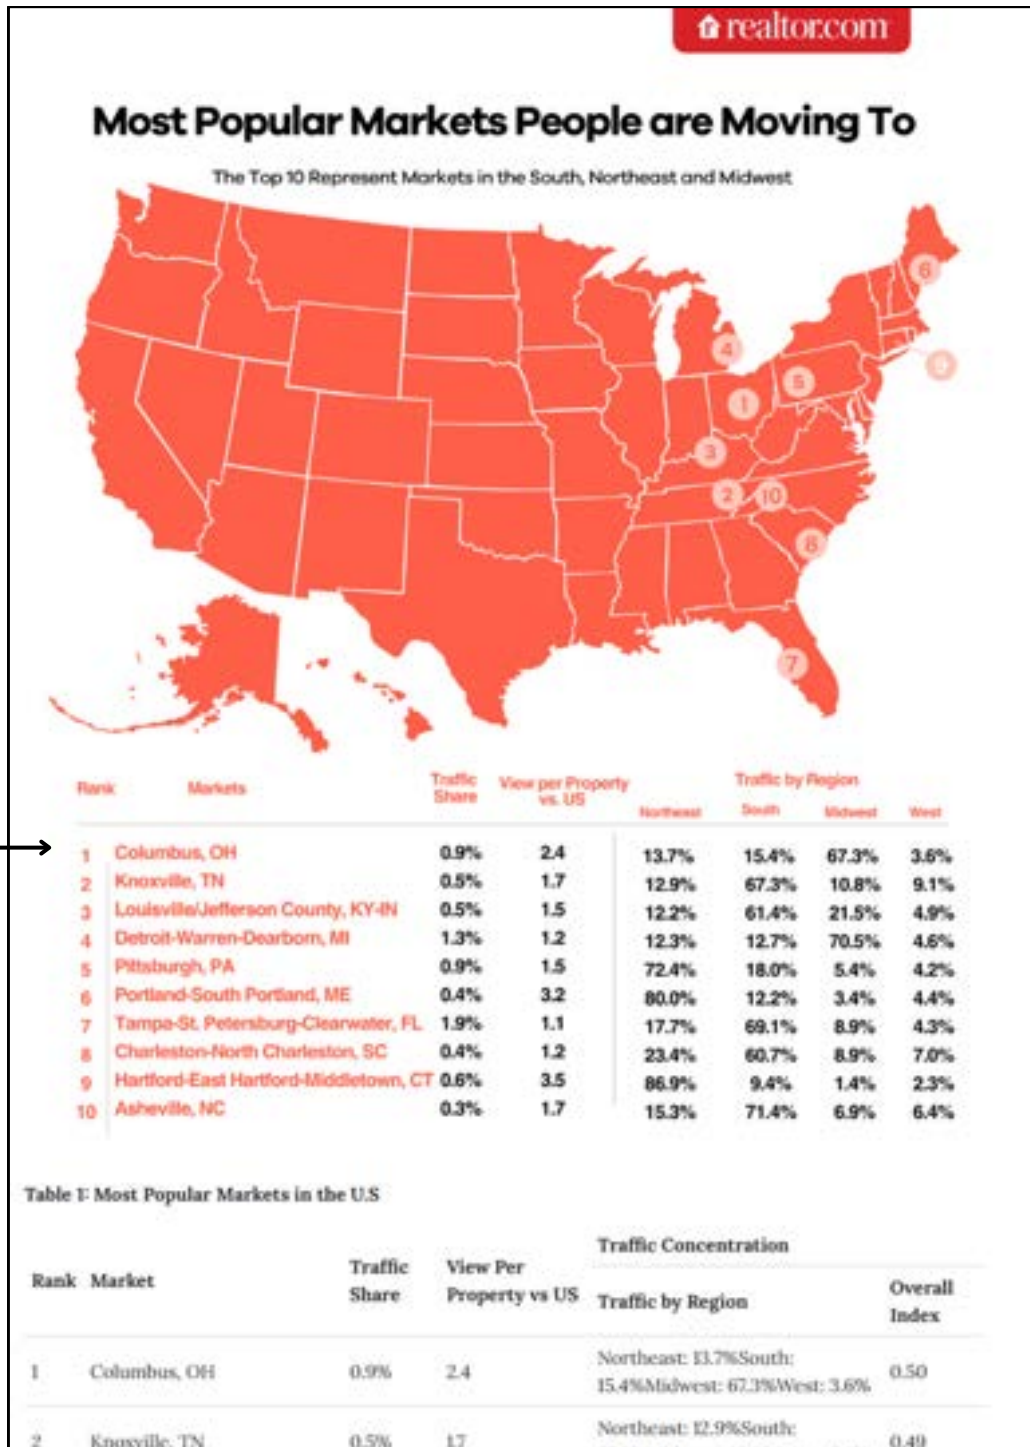 realtor.com
Most Popular Markets People are Moving To
The Top 10 Represent Markets in the South, Northeast and Midwest
6
4
9
5
1
3
2
10
8
7
Rank Markets Traffic Share View per Property vs. US Traffic by Region
Northeast South Midwest West
1 Columbus, OH 0.9% 2.4 13.7% 15.4% 67.3% 3.6%
2 Knoxville, TN 0.5% 1.7 12.9% 67.3% 10.8% 9.1%
3 Louisville/Jefferson County, KY-IN 0.5% 1.5 12.2% 61.4% 21.5% 4.9%
4 Detroit-Warren-Dearborn, MI 1.3% 1.2 12.3% 12.7% 70.5% 4.6%
5 Pittsburgh, PA 0.9% 1.5 72.4% 18.0% 5.4% 4.2%
6 Portland-South Portland, ME 0.4% 3.2 80.0% 12.2% 3.4% 4.4%
7 Tampa-St. Petersburg-Clearwater, FL 1.9% 1.1 17.7% 69.1% 8.9% 4.3%
8 Charleston-North Charleston, SC 0.4% 1.2 23.4% 60.7% 8.9% 7.0%
9 Hartford-East Hartford-Middletown, CT 0.6% 3.5 86.9% 9.4% 1.4% 2.3%
10 Asheville, NC 0.3% 1.7 15.3% 71.4% 6.9% 6.4%
Table 1: Most Popular Markets in the U.S
Traffic Concentration
Rank Market Traffic Share View Per Property vs US Traffic by Region Overall Index
1 Columbus, OH 0.9% 2.4 Northeast: 13.7%South:
15.4%Midwest: 67.3%West: 3.6% 0.50
2 Knoxville, TN 0.5% 1.7 Northeast: 12.9%South:
0.49